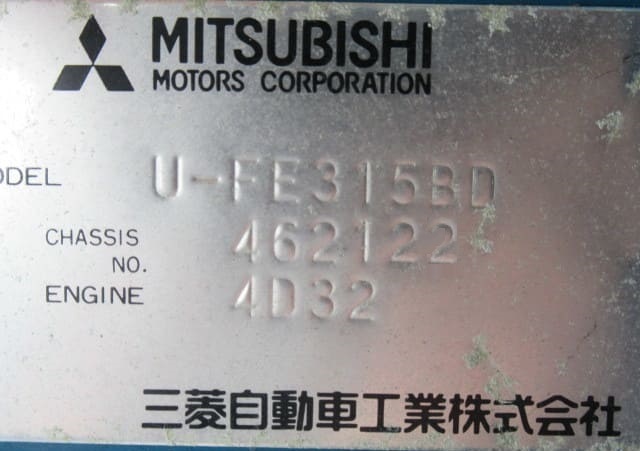 MITSUBISHI
MOTORS CORPORATION
ODEL U-FE315BD
CHASSIS NO. 462122
ENGINE 4D32
三菱自動車工業株式会社